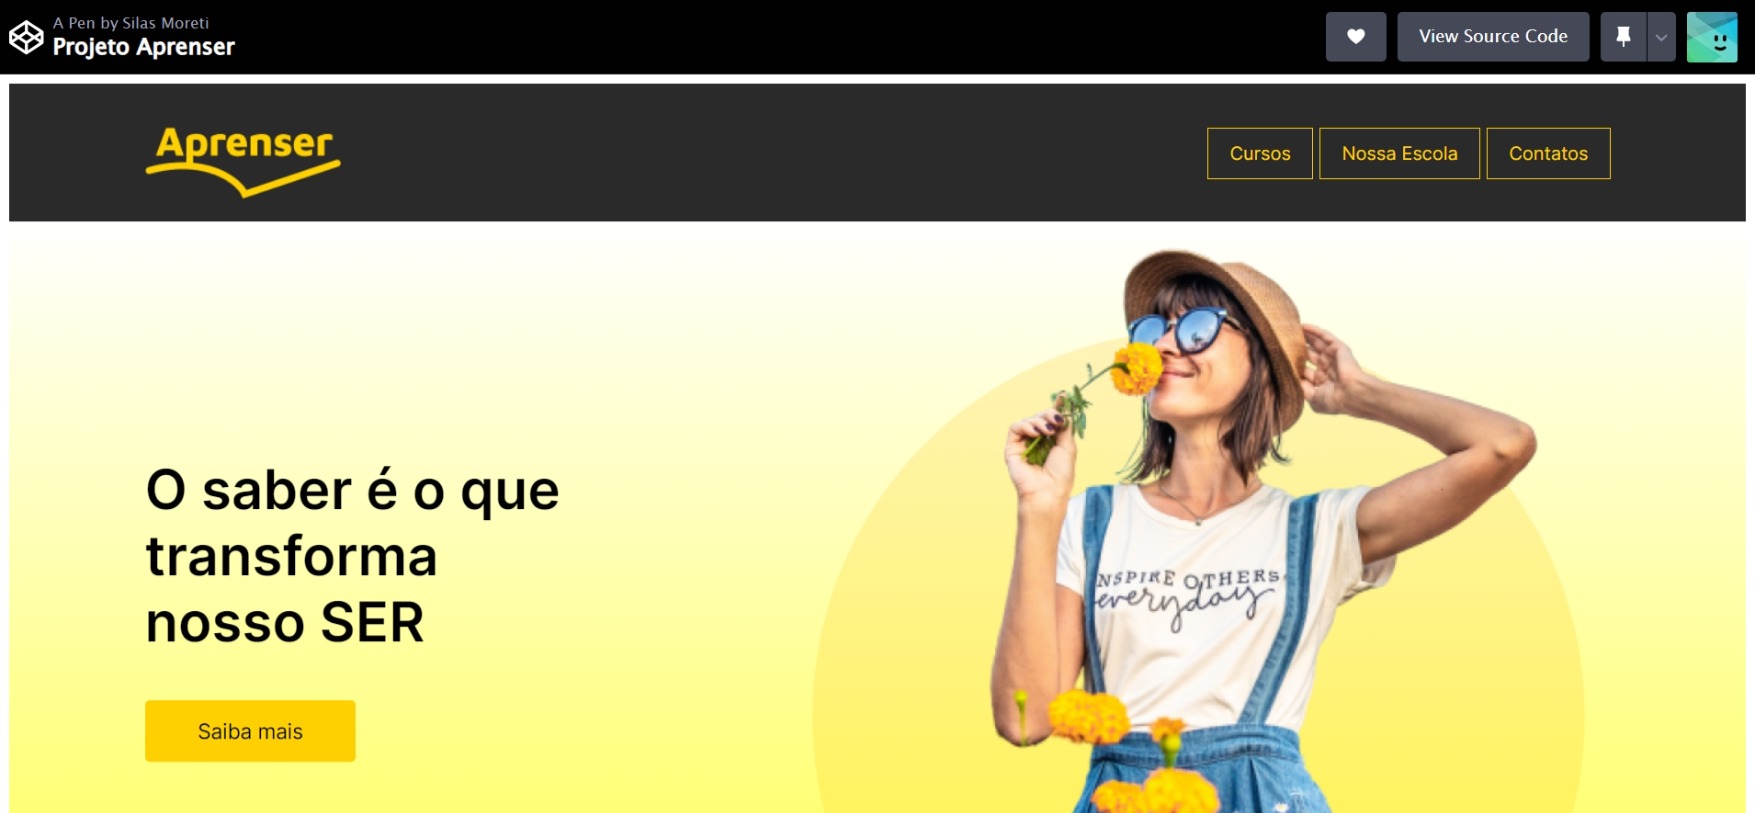 A Pen by Silas Moreti
Projeto Aprenser
View Source Code
Aprenser
Cursos
Nossa Escola
Contatos
O saber é o que
transforma
nosso SER
NSPIRE OTHERS
everyday
Saiba mais